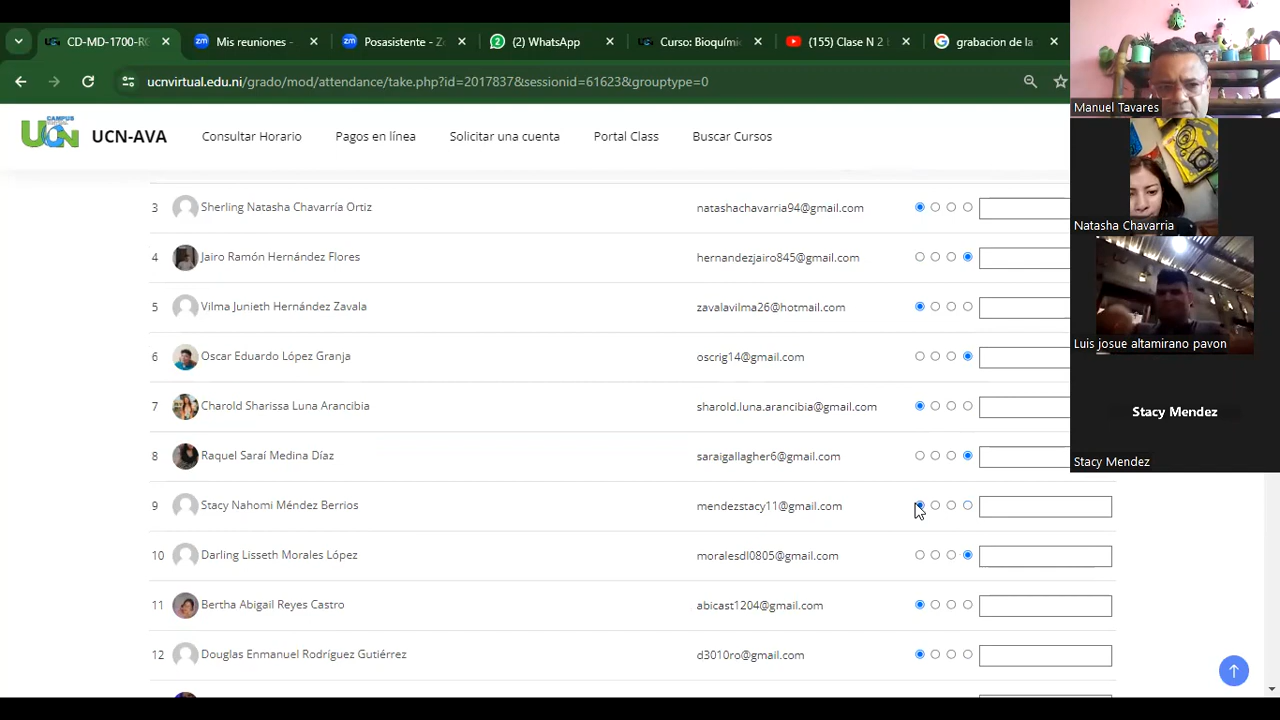 CD-MD-1700-RO
Mis reuniones -
Posasistente - Ze
(2) WhatsApp
Curso: Bioquími
(155) Clase N 2 E
grabacion de la
ucnvirtual.edu.ni/grado/mod/attendance/take.php?id=2017837&sessionid=61623&grouptype=0
CAMPUS
VIRTUAL
UCN
UCN-AVA
Consultar Horario
Pagos en línea
Solicitar una cuenta
Portal Class
Buscar Cursos
Manuel Tavares
3 Sherling Natasha Chavarría Ortiz natashachavarria94@gmail.com
Natasha Chavarria
4 Jairo Ramón Hernández Flores hernandezjairo845@gmail.com
5 Vilma Junieth Hernández Zavala zavalavilma26@hotmail.com
Luis josue altamirano pavon
6 Oscar Eduardo López Granja oscrig14@gmail.com
7 Charold Sharissa Luna Arancibia sharold.luna.arancibia@gmail.com
Stacy Mendez
8 Raquel Saraí Medina Díaz saraigallagher6@gmail.com
Stacy Mendez
9 Stacy Nahomi Méndez Berrios mendezstacy11@gmail.com
10 Darling Lisseth Morales López moralesdl0805@gmail.com
11 Bertha Abigail Reyes Castro abicast1204@gmail.com
12 Douglas Enmanuel Rodríguez Gutiérrez d3010ro@gmail.com